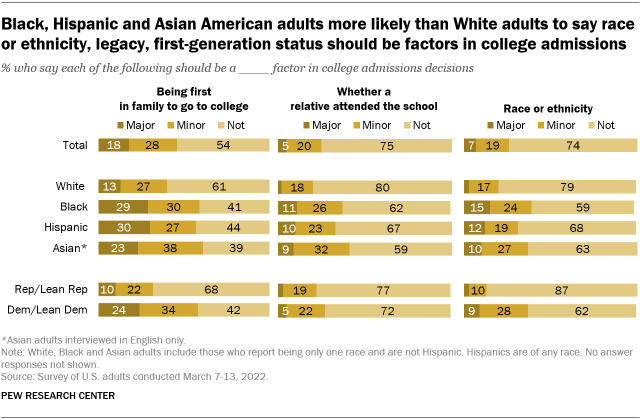 Black, Hispanic and Asian American adults more likely than White adults to say race
or ethnicity, legacy, first-generation status should be factors in college admissions
% who say each of the following should be a ____ factor in college admissions decisions
Being first
in family to go to college
Whether a
relative attended the school
Race or ethnicity
Major Minor Not Major Minor Not Major Minor Not
Total 18 28 54 5 20 75 7 19 74
White 13 27 61 18 80 17 79
Black 29 30 41 11 26 62 15 24 59
Hispanic 30 27 44 10 23 67 12 19 68
Asian* 23 38 39 9 32 59 10 27 63
Rep/Lean Rep 10 22 68 19 77 10 87
Dem/Lean Dem 24 34 42 5 22 72 9 28 62
*Asian adults interviewed in English only.
Note: White, Black and Asian adults include those who report being only one race and are not Hispanic. Hispanics are of any race. No answer
responses not shown.
Source: Survey of U.S. adults conducted March 7-13, 2022.
PEW RESEARCH CENTER